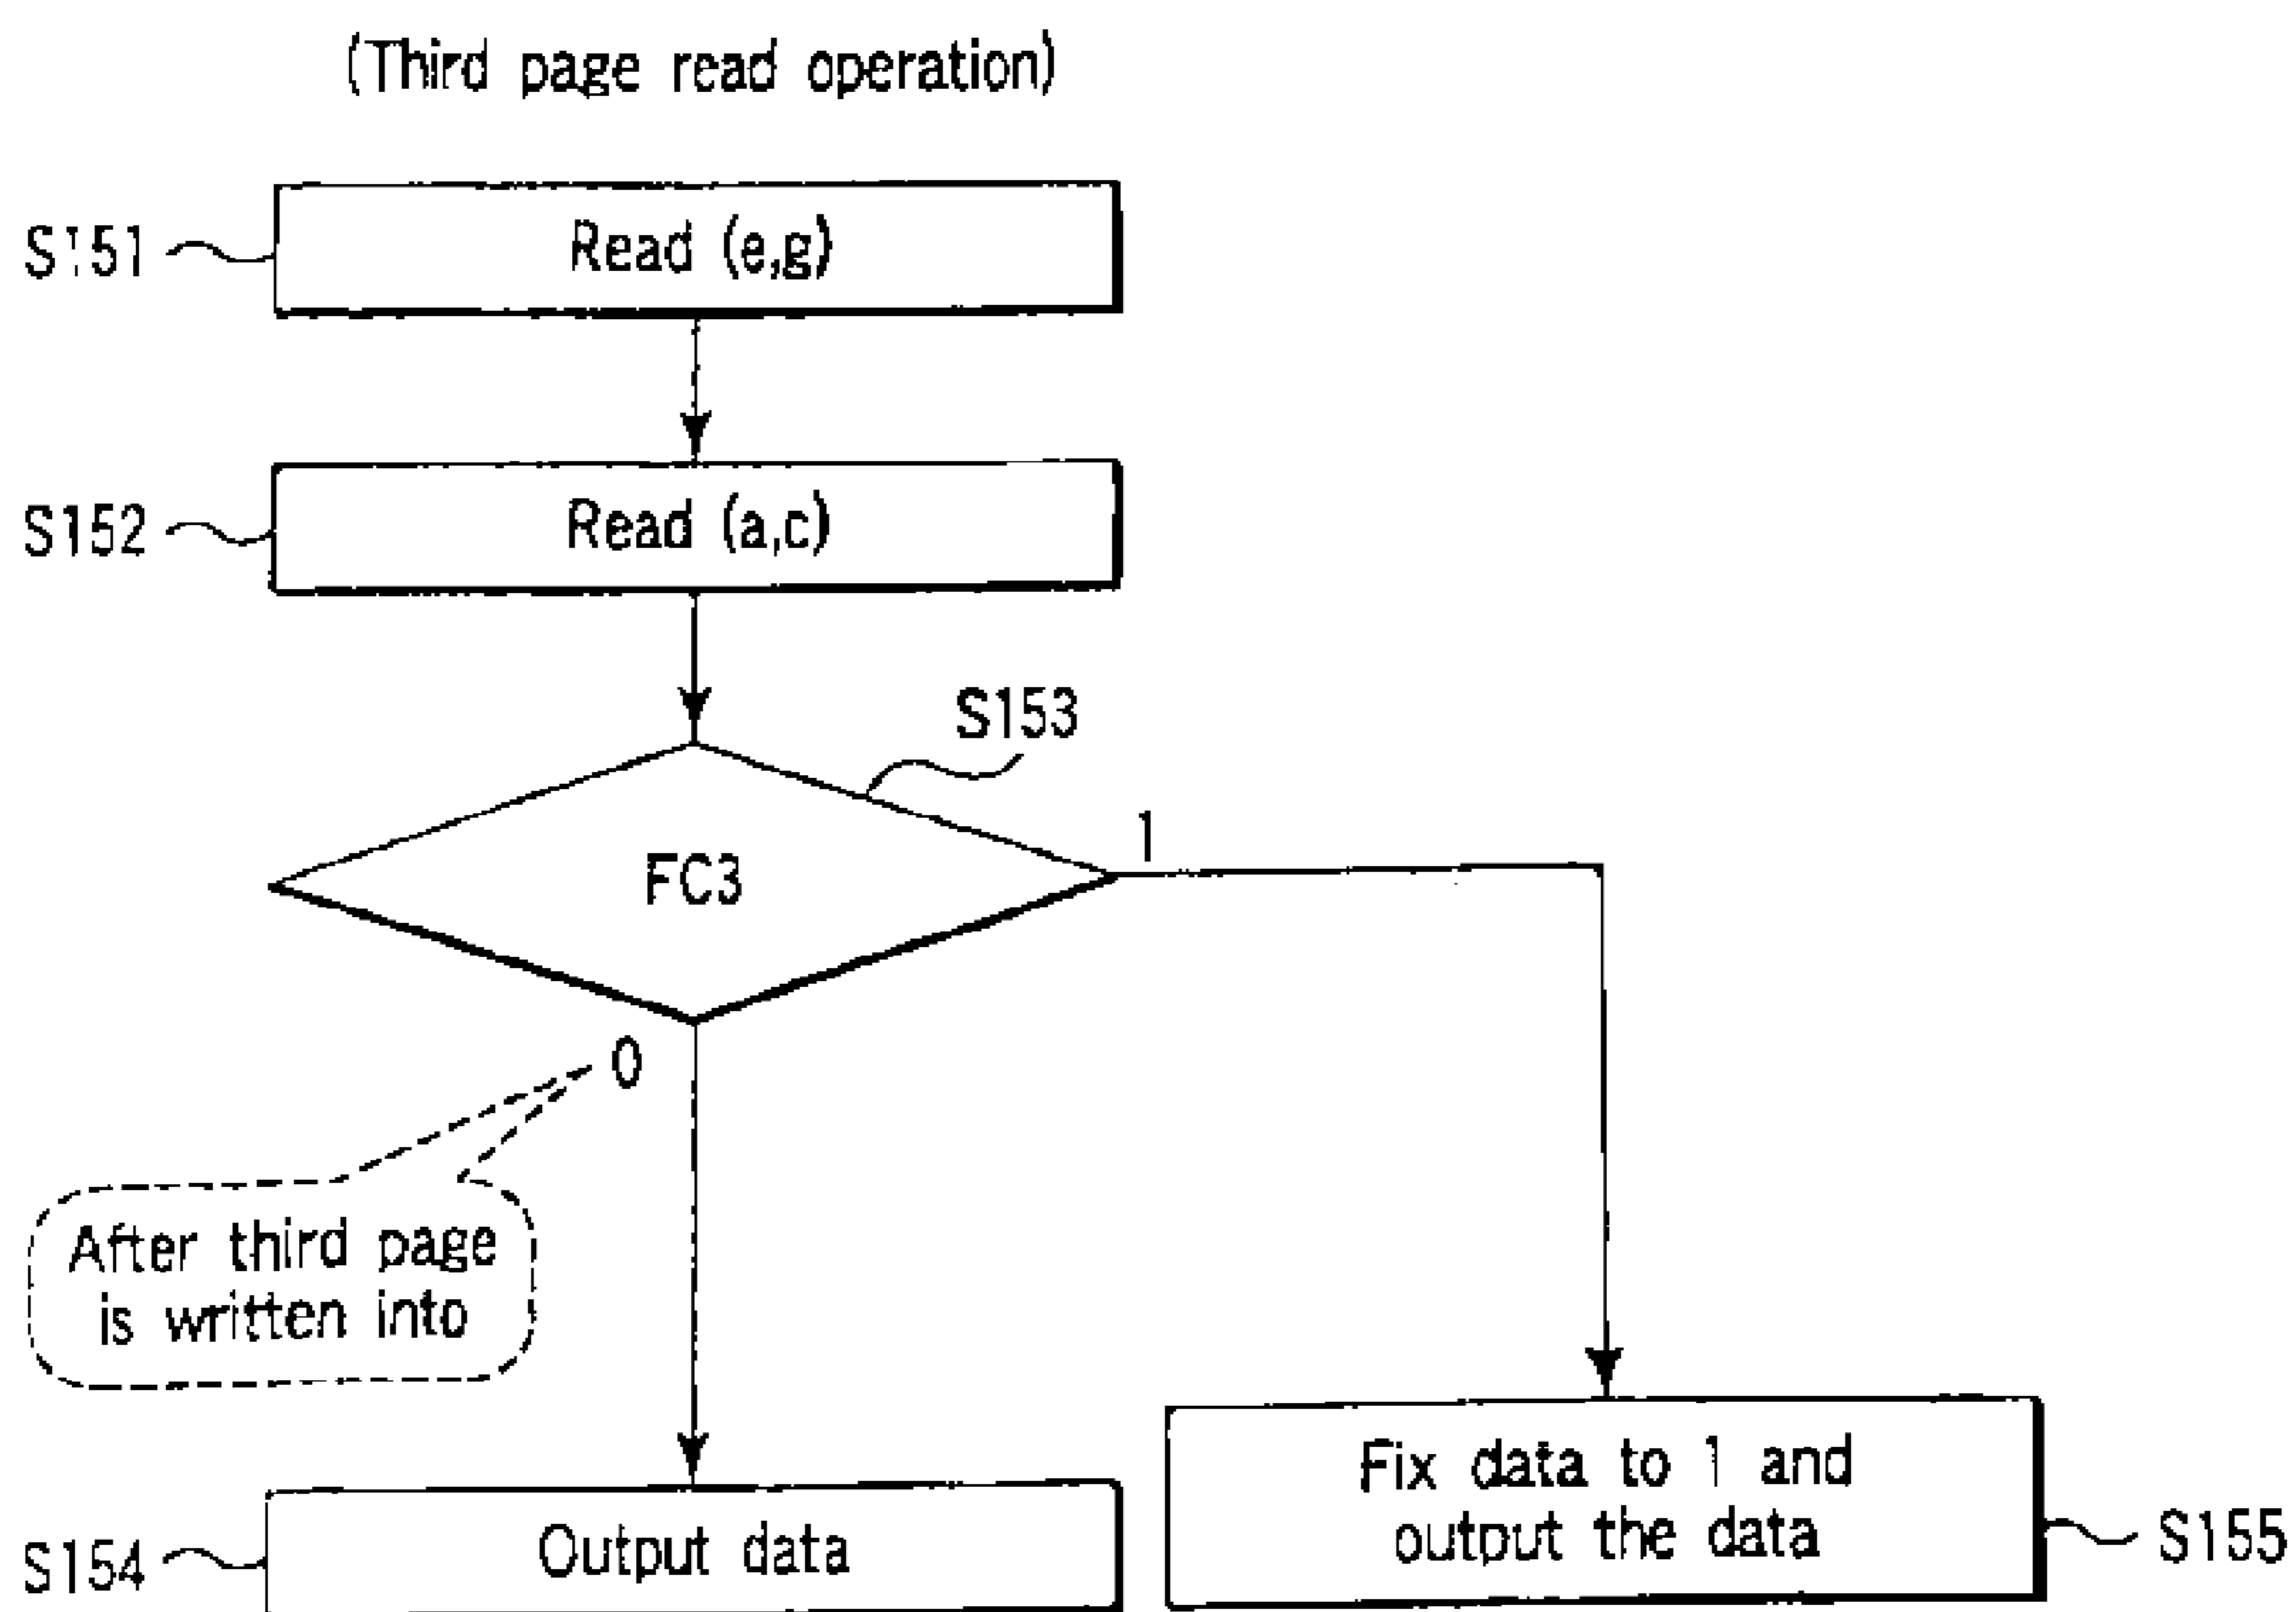 (Third page read operation)
S151
Read (e,g)
S152
Read (a,c)
S153
FC3
1
0
After third page
is written into
Fix data to 1 and
output the data
S155
S154
Output data